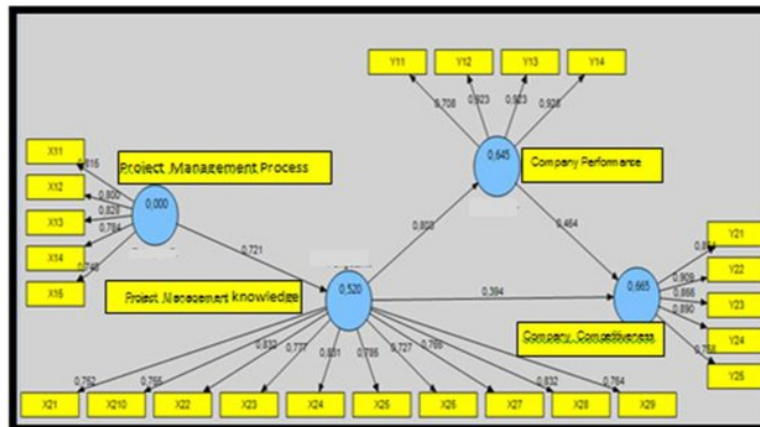 Y11
Y12
Y13
Y14
0,708
0,923
0,923
0,928
X11
X12
X13
X14
X15
0,816
0,800
0,828
0,784
0,748
Project Management Process
0,000
0,645
Company Performance
0,721
0,803
0,464
Project Management knowledge
0,520
0,394
0,665
Company Competitiveness
Y21
Y22
Y23
Y24
Y25
0,909
0,866
0,890
0,758
0,762
0,755
0,832
0,777
0,831
0,785
0,727
0,766
0,832
0,764
X21
X210
X22
X23
X24
X25
X26
X27
X28
X29